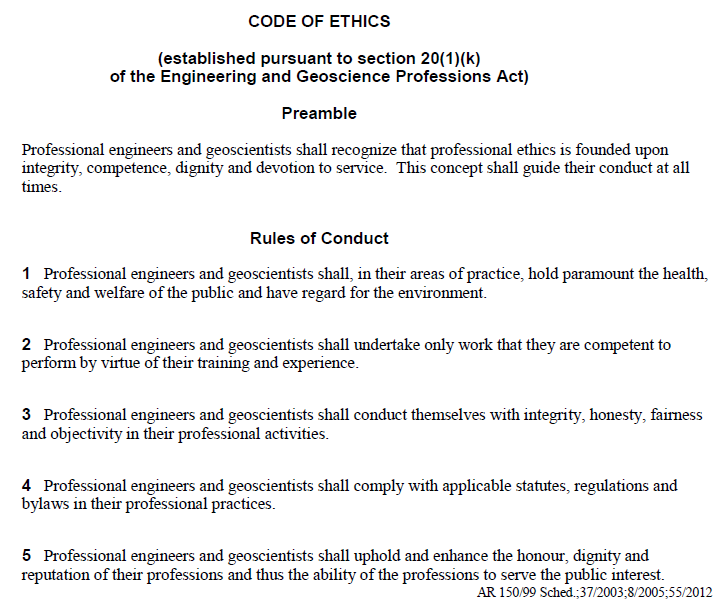 CODE OF ETHICS
(established pursuant to section 20(1)(k)
of the Engineering and Geoscience Professions Act)
Preamble
Professional engineers and geoscientists shall recognize that professional ethics is founded upon
integrity, competence, dignity and devotion to service.  This concept shall guide their conduct at all
times.
Rules of Conduct
1   Professional engineers and geoscientists shall, in their areas of practice, hold paramount the health,
safety and welfare of the public and have regard for the environment.
2   Professional engineers and geoscientists shall undertake only work that they are competent to
perform by virtue of their training and experience.
3   Professional engineers and geoscientists shall conduct themselves with integrity, honesty, fairness
and objectivity in their professional activities.
4   Professional engineers and geoscientists shall comply with applicable statutes, regulations and
bylaws in their professional practices.
5   Professional engineers and geoscientists shall uphold and enhance the honour, dignity and
reputation of their professions and thus the ability of the professions to serve the public interest.
AR 150/99 Sched.;37/2003;8/2005;55/2012